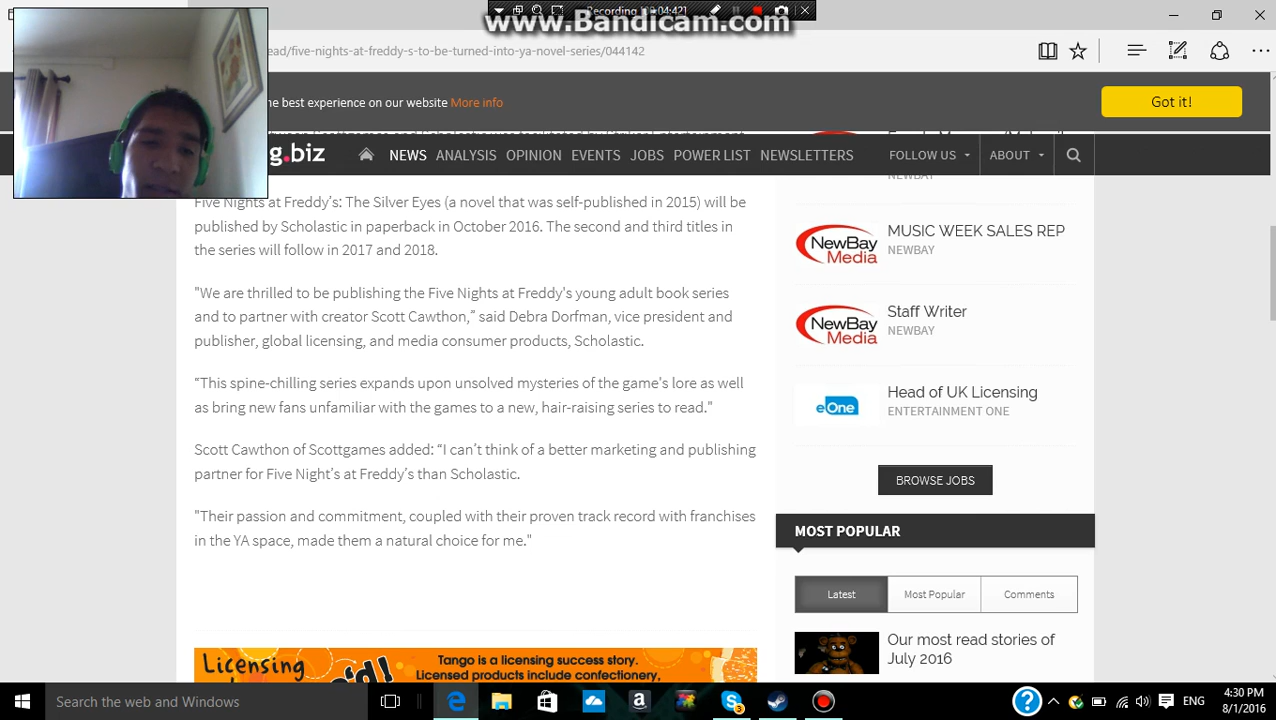 Recording [00:04:42]
www.Bandicam.com
ead/five-nights-at-freddy-s-to-be-turned-into-ya-novel-series/044142
he best experience on our website More info
Got it!
g.biz
NEWS ANALYSIS OPINION EVENTS JOBS POWER LIST NEWSLETTERS
FOLLOW US ABOUT
NEWBAY
Five Nights at Freddy's: The Silver Eyes (a novel that was self-published in 2015) will be
published by Scholastic in paperback in October 2016. The second and third titles in
the series will follow in 2017 and 2018.
"We are thrilled to be publishing the Five Nights at Freddy's young adult book series
and to partner with creator Scott Cawthon,” said Debra Dorfman, vice president and
publisher, global licensing, and media consumer products, Scholastic.
“This spine-chilling series expands upon unsolved mysteries of the game's lore as well
as bring new fans unfamiliar with the games to a new, hair-raising series to read."
Scott Cawthon of Scottgames added: “I can’t think of a better marketing and publishing
partner for Five Night’s at Freddy’s than Scholastic.
"Their passion and commitment, coupled with their proven track record with franchises
in the YA space, made them a natural choice for me."
NewBay
Media
MUSIC WEEK SALES REP
NEWBAY
NewBay
Media
Staff Writer
NEWBAY
eOne
Head of UK Licensing
ENTERTAINMENT ONE
BROWSE JOBS
MOST POPULAR
Latest Most Popular Comments
Our most read stories of
July 2016
Licensing
Tango is a licensing success story.
Licensed products include confectionery,
Search the web and Windows
ENG
4:30 PM
8/1/2016